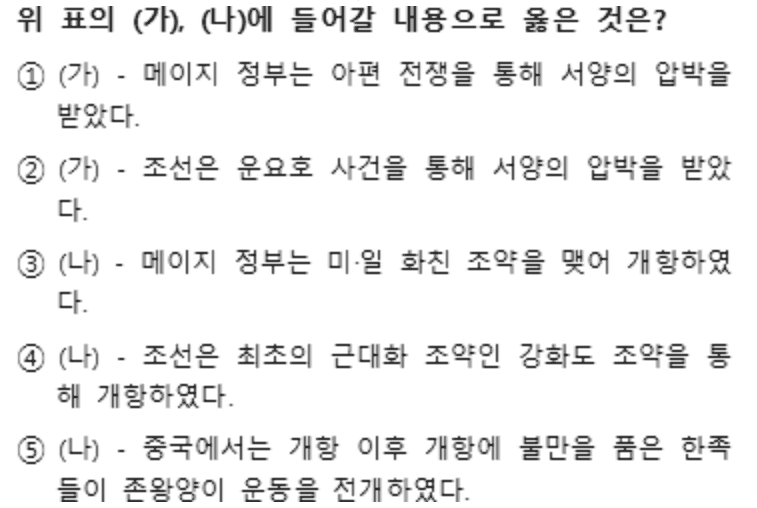 위 표의 (가), (나)에 들어갈 내용으로 옳은 것은?
① (가) - 메이지 정부는 아편 전쟁을 통해 서양의 압박을
받았다.
② (가) - 조선은 운요호 사건을 통해 서양의 압박을 받았
다.
③ (나) - 메이지 정부는 미·일 화친 조약을 맺어 개항하였
다.
④ (나) - 조선은 최초의 근대화 조약인 강화도 조약을 통
해 개항하였다.
⑤ (나) - 중국에서는 개항 이후 개항에 불만을 품은 한족
들이 존왕양이 운동을 전개하였다.